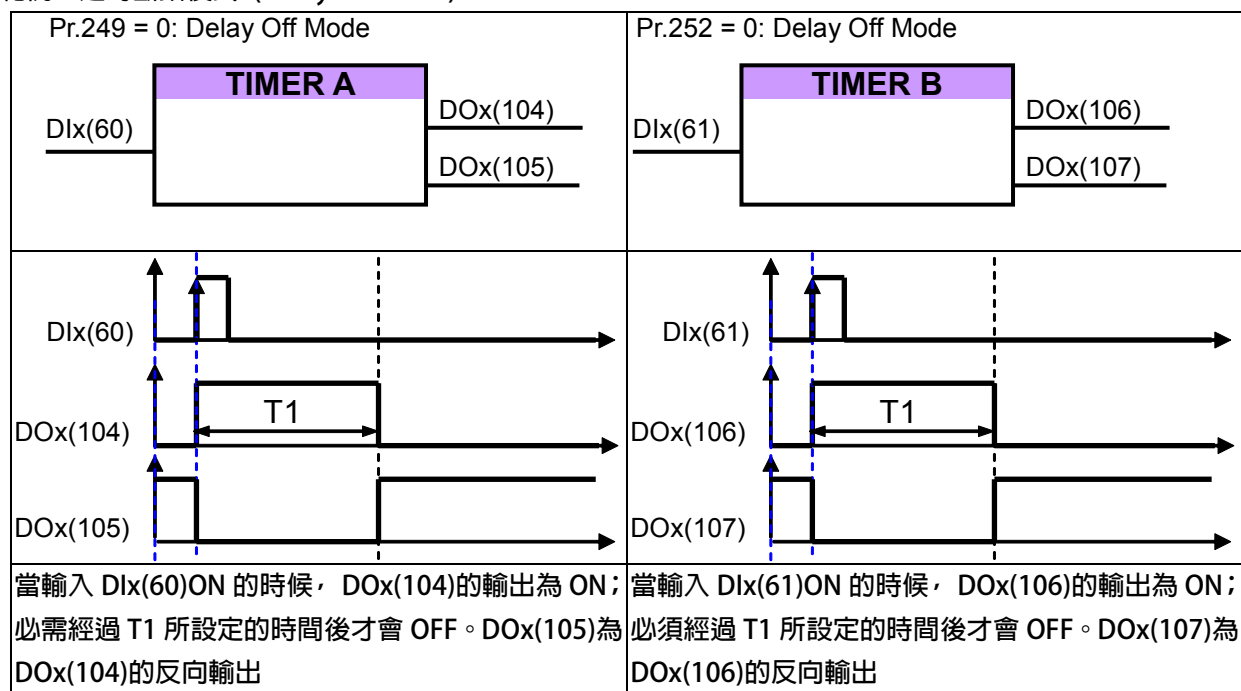 Pr.249 = 0: Delay Off Mode
TIMER A
DIx(60)
DOx(104)
DOx(105)
DIx(60)
T1
DOx(104)
DOx(105)
當輸入 DIx(60)ON 的時候，DOx(104)的輸出為 ON；
必需經過 T1 所設定的時間後才會 OFF。DOx(105)為
DOx(104)的反向輸出
Pr.252 = 0: Delay Off Mode
TIMER B
DIx(61)
DOx(106)
DOx(107)
DIx(61)
T1
DOx(106)
DOx(107)
當輸入 DIx(61)ON 的時候，DOx(106)的輸出為 ON；
必須經過 T1 所設定的時間後才會 OFF。DOx(107)為
DOx(106)的反向輸出